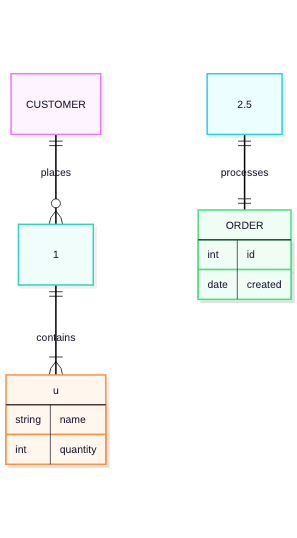 CUSTOMER
2.5
places
processes
ORDER
int id
date created
1
contains
u
string name
int quantity